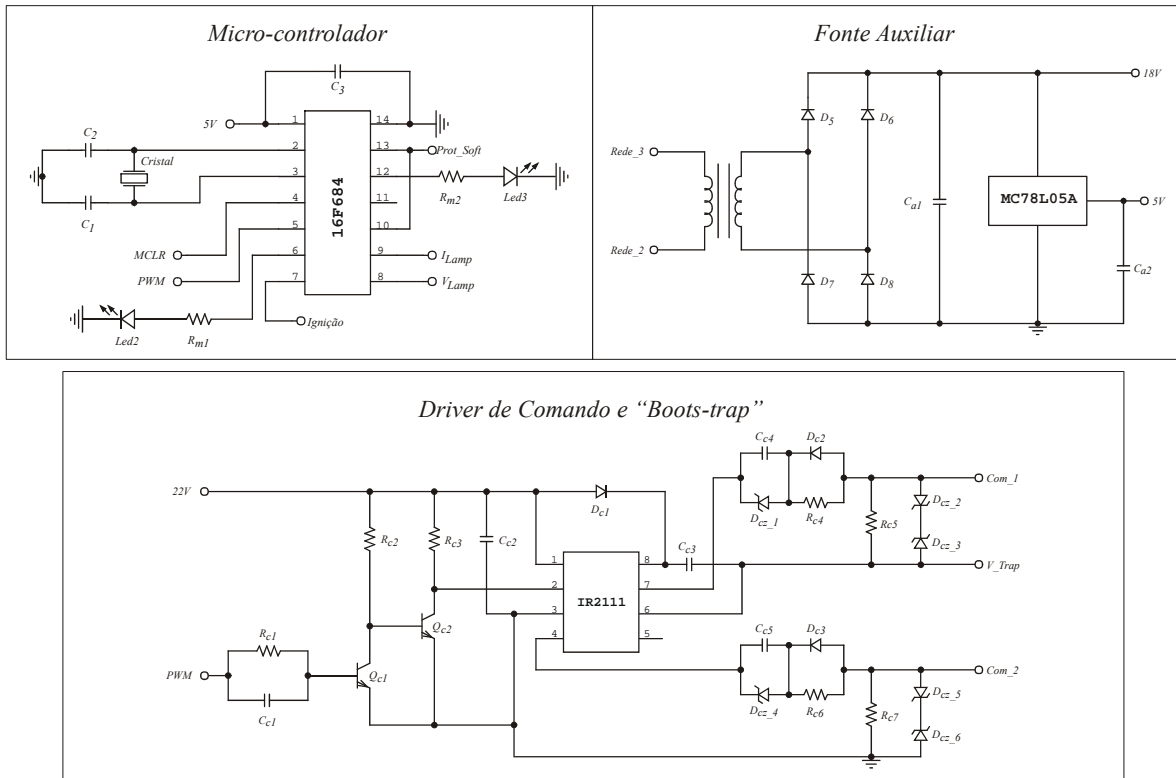 Micro-controlador
C3
5V
1
14
C2
2
13
Prot_Soft
Cristal
3
12
Rm2
Led3
4
11
C1
16F684
5
10
MCLR
6
9
ILamp
PWM
7
8
VLamp
Ignição
Led2
Rm1
Fonte Auxiliar
18V
D5
D6
Rede_3
Ca1
MC78L05A
5V
Rede_2
D7
D8
Ca2
Driver de Comando e “Boots-trap”
Cc4
Dc2
22V
Com_1
Dc1
Dcz_1
Rc4
Dcz_2
Rc2
Rc3
Cc2
Rc5
Dcz_3
Cc3
1
8
V_Trap
2
7
IR2111
3
6
4
5
Qc2
Cc5
Dc3
Rc1
PWM
Qc1
Com_2
Cc1
Dcz_4
Rc6
Dcz_5
Rc7
Dcz_6